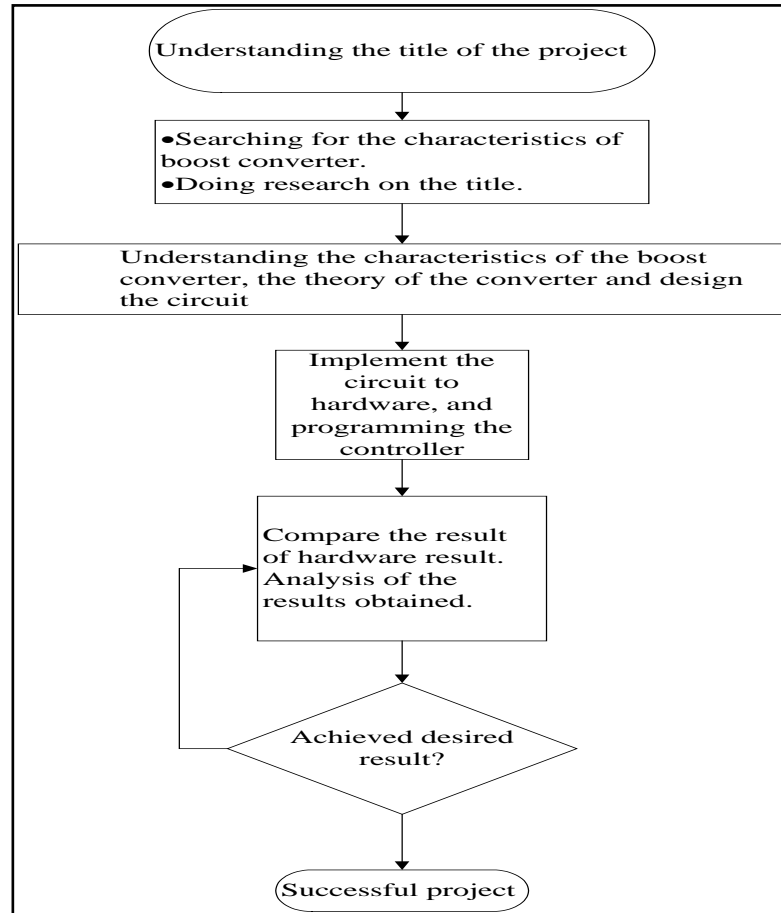 Understanding the title of the project
•Searching for the characteristics of
boost converter.
•Doing research on the title.
Understanding the characteristics of the boost
converter, the theory of the converter and design
the circuit
Implement the
circuit to
hardware, and
programming the
controller
Compare the result
of hardware result.
Analysis of the
results obtained.
Achieved desired
result?
Successful project